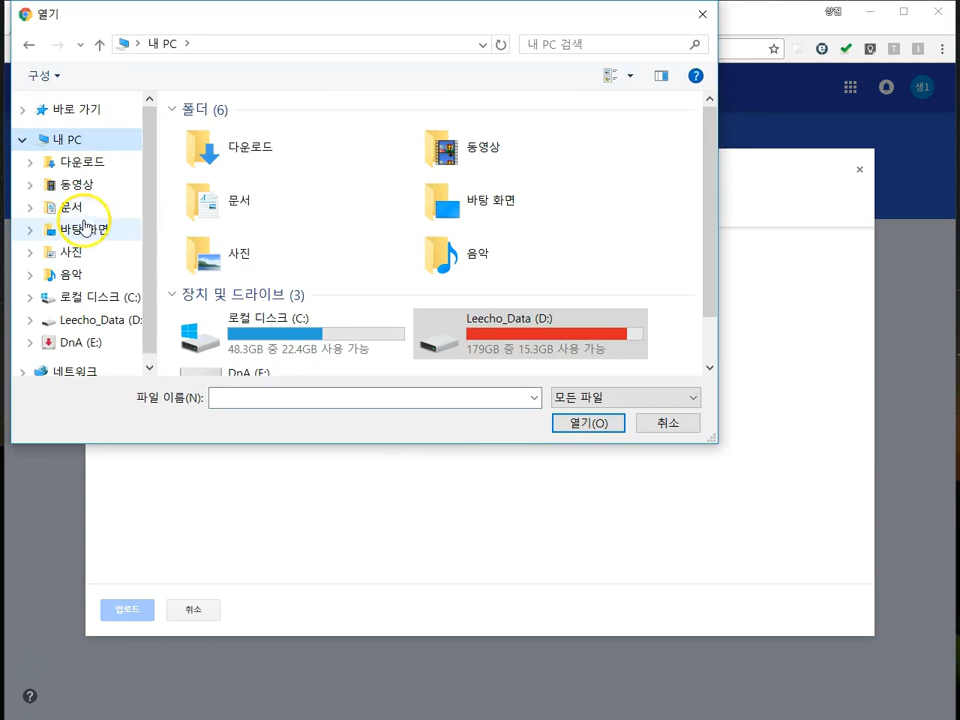 열기
상점
내 PC
내 PC 검색
구성
생1
바로 가기
내 PC
다운로드
동영상
문서
바탕 화면
사진
음악
로컬 디스크 (C:)
Leecho_Data (D:
DnA (E:)
네트워크
폴더 (6)
다운로드
동영상
문서
바탕 화면
사진
음악
장치 및 드라이브 (3)
로컬 디스크 (C:)
48.3GB 중 22.4GB 사용 가능
Leecho_Data (D:)
179GB 중 15.3GB 사용 가능
DnA (E:)
파일 이름(N):
모든 파일
열기(O)
취소
업로드
취소